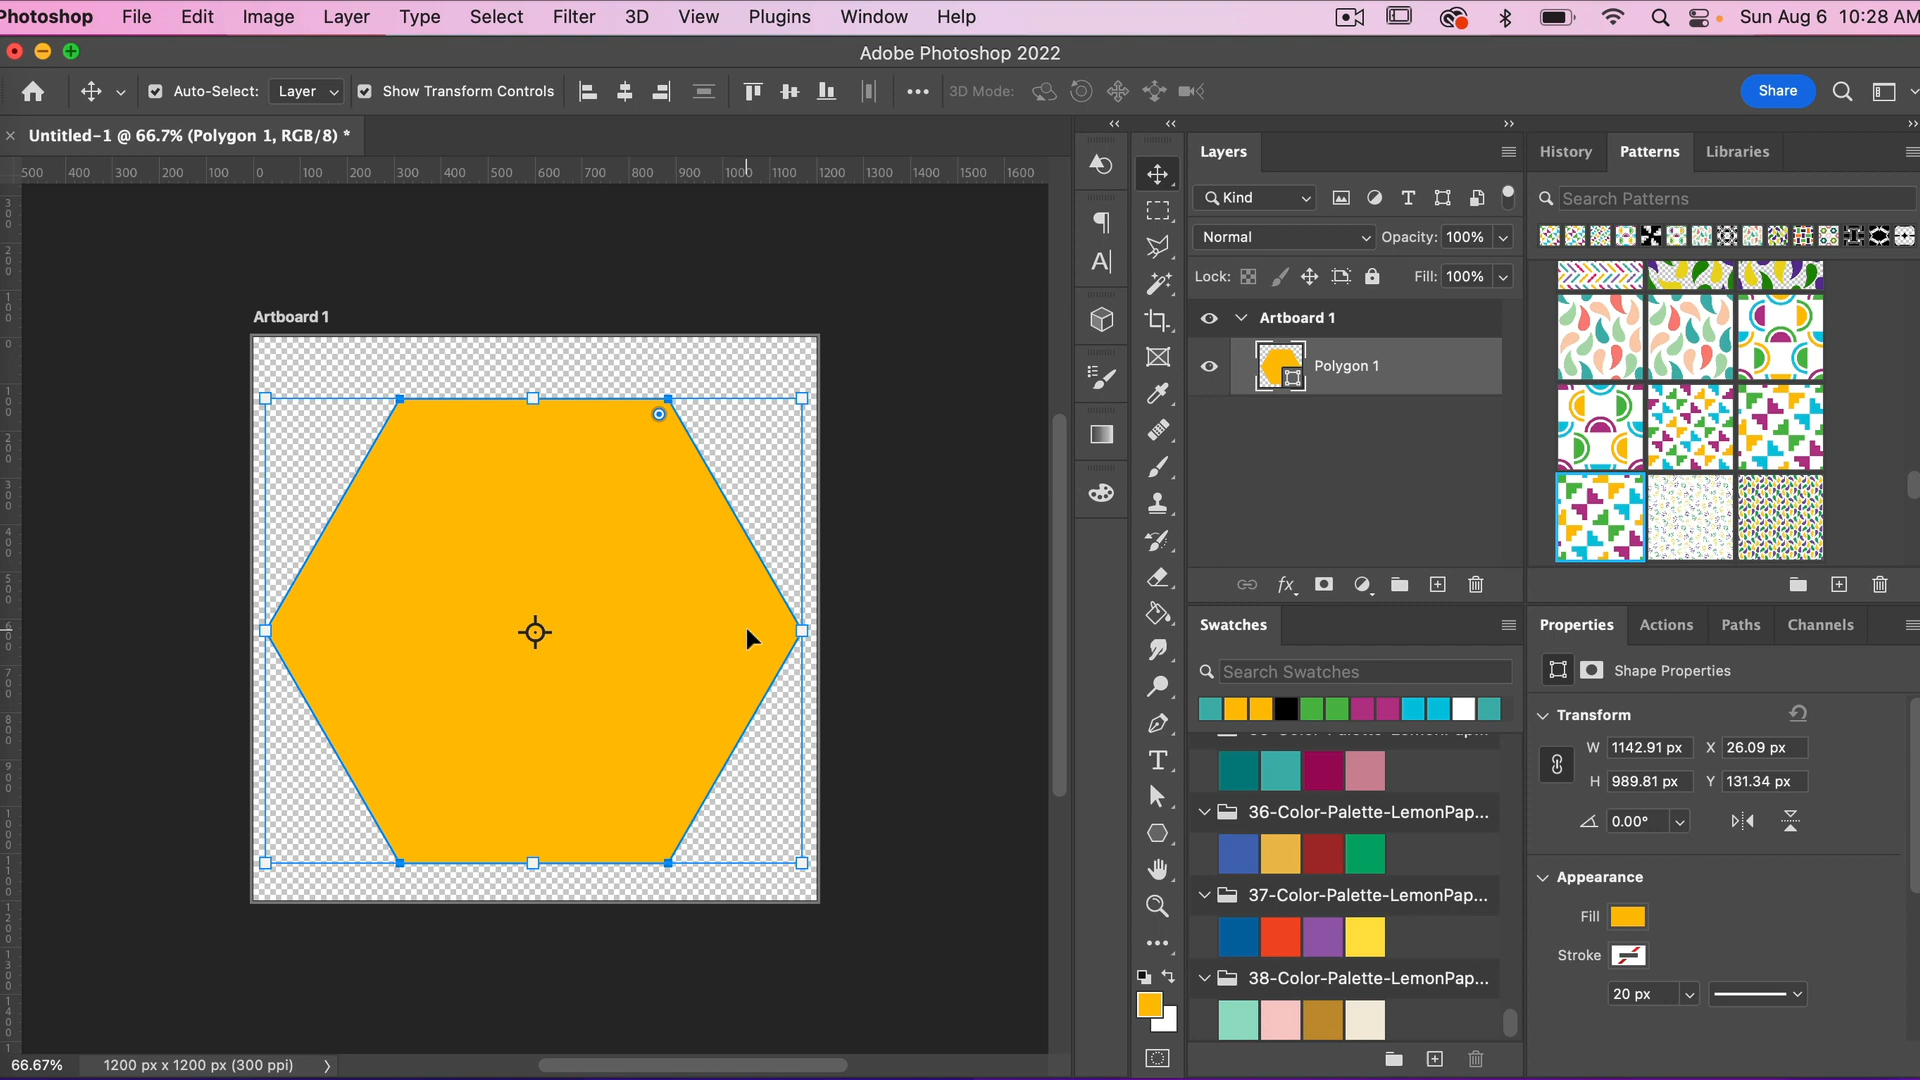 Photoshop File Edit Image Layer Type Select Filter 3D View Plugins Window Help Sun Aug 6 10:28 AM
Adobe Photoshop 2022
Auto-Select: Layer Show Transform Controls 3D Mode: Share
Untitled-1 @ 66.7% (Polygon 1, RGB/8) *
500 400 300 200 100 0 100 200 300 400 500 600 700 800 900 1000 1100 1200 1300 1400 1500 1600
Artboard 1
Layers
Kind
Normal Opacity: 100%
Lock: Fill: 100%
Artboard 1
Polygon 1
History Patterns Libraries
Search Patterns
Swatches
Search Swatches
36-Color-Palette-LemonPap...
37-Color-Palette-LemonPap...
38-Color-Palette-LemonPap...
Properties Actions Paths Channels
Shape Properties
Transform
W 1142.91 px X 26.09 px
H 989.81 px Y 131.34 px
0.00°
Appearance
Fill
Stroke
20 px
66.67% 1200 px x 1200 px (300 ppi)